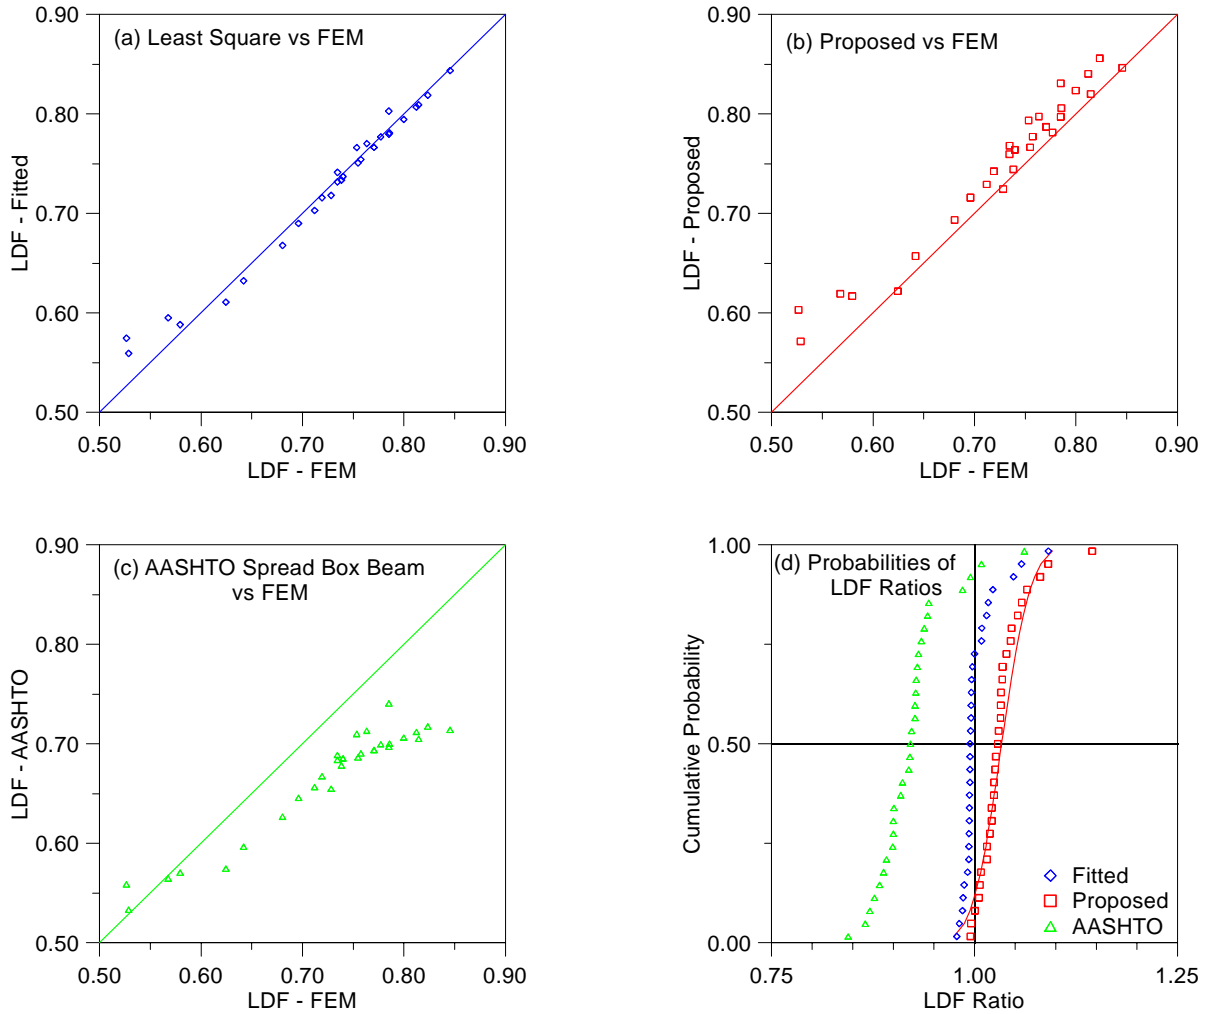 (a) Least Square vs FEM
0.90
0.80
0.70
0.60
0.50
LDF - Fitted
0.50 0.60 0.70 0.80 0.90
LDF - FEM
(b) Proposed vs FEM
0.90
0.80
0.70
0.60
0.50
LDF - Proposed
0.50 0.60 0.70 0.80 0.90
LDF - FEM
(c) AASHTO Spread Box Beam
vs FEM
0.90
0.80
0.70
0.60
0.50
LDF - AASHTO
0.50 0.60 0.70 0.80 0.90
LDF - FEM
(d) Probabilities of
LDF Ratios
1.00
0.50
0.00
Cumulative Probability
Fitted
Proposed
AASHTO
0.75 1.00 1.25
LDF Ratio